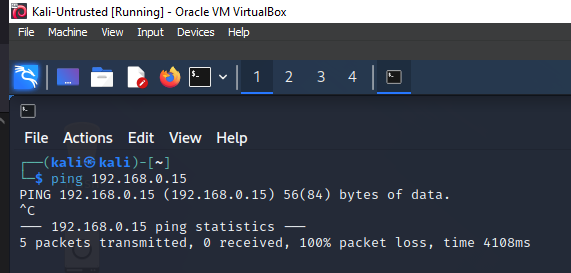 Kali-Untrusted [Running] - Oracle VM VirtualBox
File Machine View Input Devices Help
1 2 3 4
File Actions Edit View Help
┌──(kali㉿kali)-[~]
└─$ ping 192.168.0.15
PING 192.168.0.15 (192.168.0.15) 56(84) bytes of data.
^C
--- 192.168.0.15 ping statistics ---
5 packets transmitted, 0 received, 100% packet loss, time 4108ms